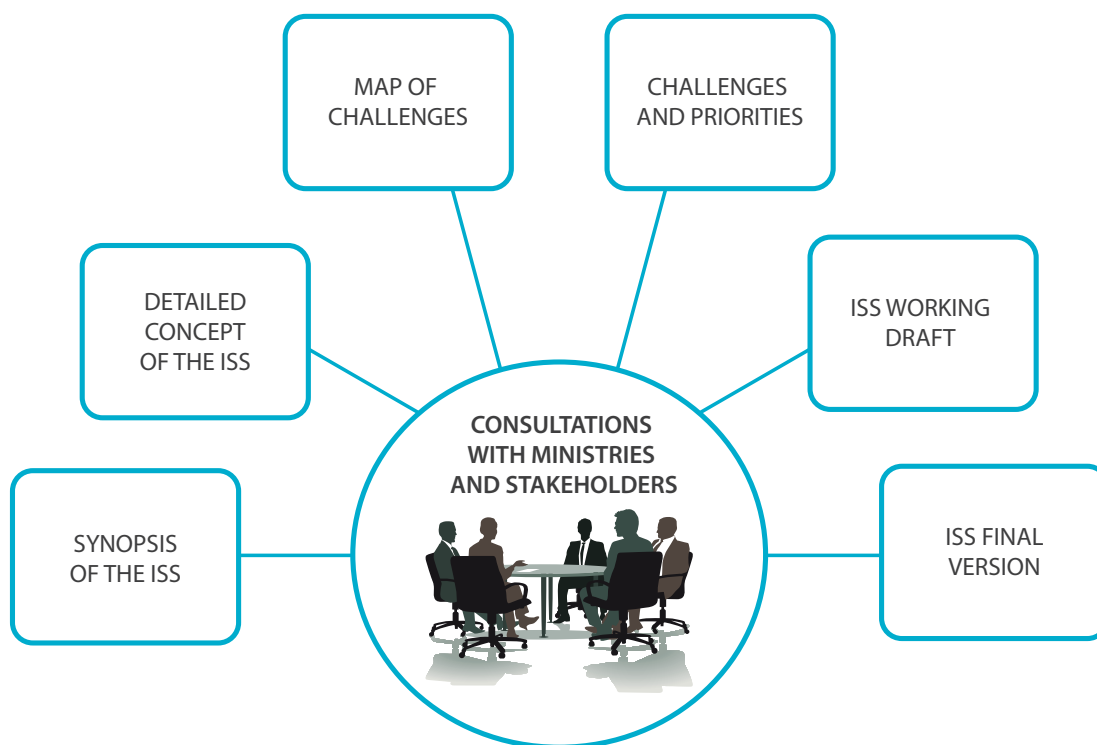 MAP OF
CHALLENGES
CHALLENGES
AND PRIORITIES
DETAILED
CONCEPT
OF THE ISS
ISS WORKING
DRAFT
CONSULTATIONS
WITH MINISTRIES
AND STAKEHOLDERS
SYNOPSIS
OF THE ISS
ISS FINAL
VERSION